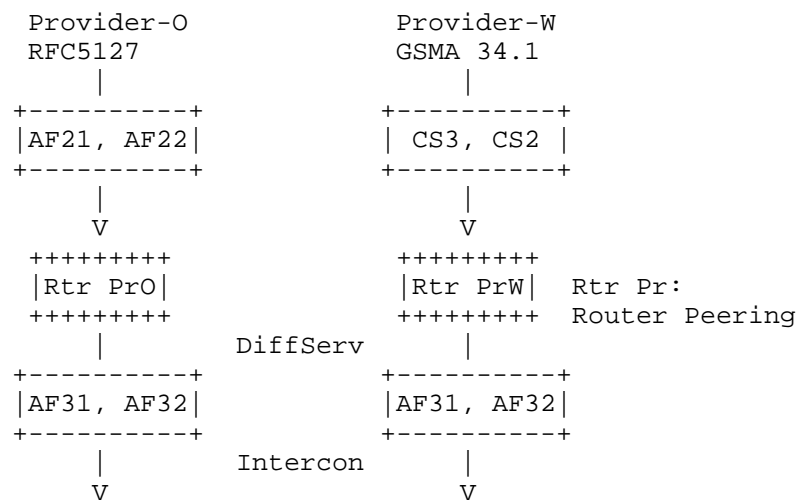 Provider-O Provider-W
RFC5127 GSMA 34.1
|AF21, AF22| | CS3, CS2 |
V V
|Rtr PrO| |Rtr PrW| Rtr Pr:
+++++++++ +++++++++ Router Peering
DiffServ
|AF31, AF32| |AF31, AF32|
Intercon
V V